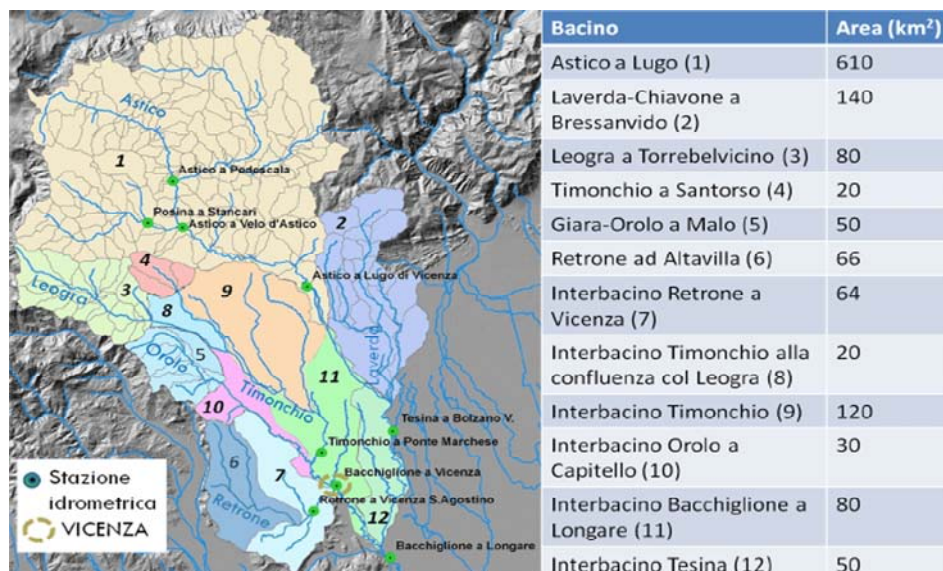 Astico
1
Astico a Pedescala
Posina a Stancari
Astico a Velo d'Astico
2
4
Astico a Lugo di Vicenza
3
9
Leogra
8
Orolo
5
Laverda
11
Timonchio
10
Tesina a Bolzano V.
Timonchio a Ponte Marchese
6
7
Bacchiglione a Vicenza
Retrone a Vicenza S.Agostino
Retrone
12
Bacchiglione a Longare
Stazione
idrometrica
VICENZA
Bacino Area (km²)
Astico a Lugo (1) 610
Laverda-Chiavone a 140
Bressanvido (2)
Leogra a Torrebelvicino (3) 80
Timonchio a Santorso (4) 20
Giara-Orolo a Malo (5) 50
Retrone ad Altavilla (6) 66
Interbacino Retrone a 64
Vicenza (7)
Interbacino Timonchio alla 20
confluenza col Leogra (8)
Interbacino Timonchio (9) 120
Interbacino Orolo a 30
Capitello (10)
Interbacino Bacchiglione a 80
Longare (11)
Interbacino Tesina (12) 50